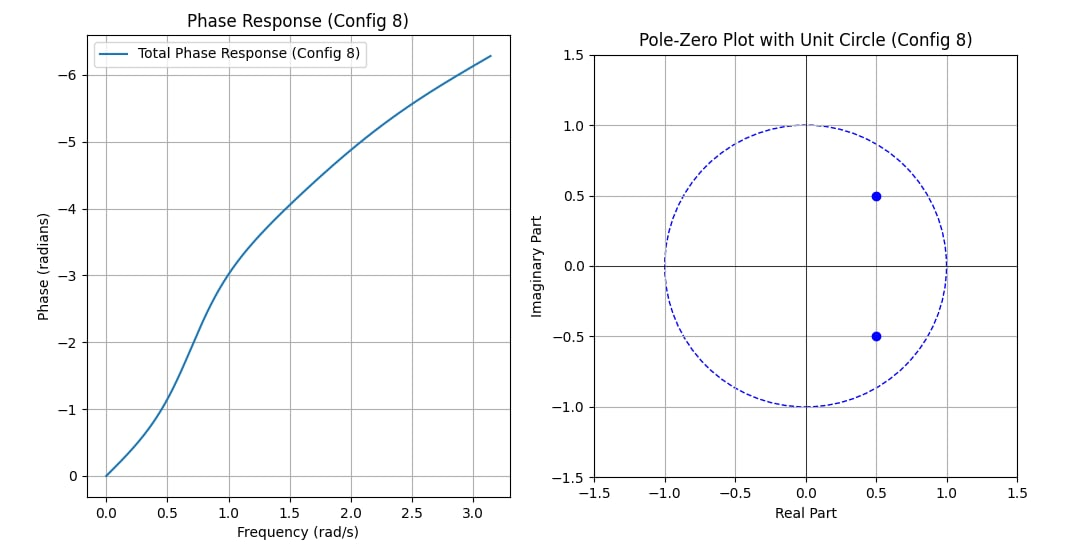 Phase Response (Config 8)
Total Phase Response (Config 8)
Phase (radians)
−6
−5
−4
−3
−2
−1
0
0.0 0.5 1.0 1.5 2.0 2.5 3.0
Frequency (rad/s)
Pole-Zero Plot with Unit Circle (Config 8)
Imaginary Part
1.5
1.0
0.5
0.0
−0.5
−1.0
−1.5
−1.5 −1.0 −0.5 0.0 0.5 1.0 1.5
Real Part